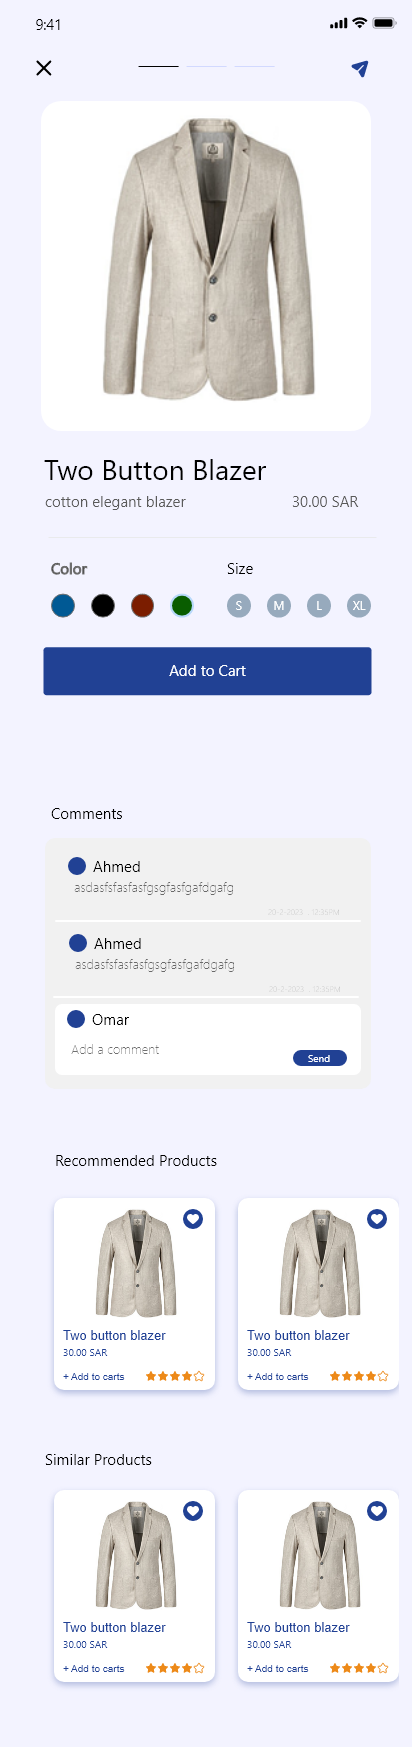 9:41
Two Button Blazer
cotton elegant blazer 30.00 SAR
Color Size
S M L XL
Add to Cart
Comments
Ahmed
asdasfsfasfasfgsgfasfgafdgafg
20-2-2023 12:35PM
Ahmed
asdasfsfasfasfgsgfasfgafdgafg
20-2-2023 12:35PM
Omar
Add a comment
Send
Recommended Products
Two button blazer Two button blazer
30.00 SAR 30.00 SAR
+ Add to carts + Add to carts
Similar Products
Two button blazer Two button blazer
30.00 SAR 30.00 SAR
+ Add to carts + Add to carts